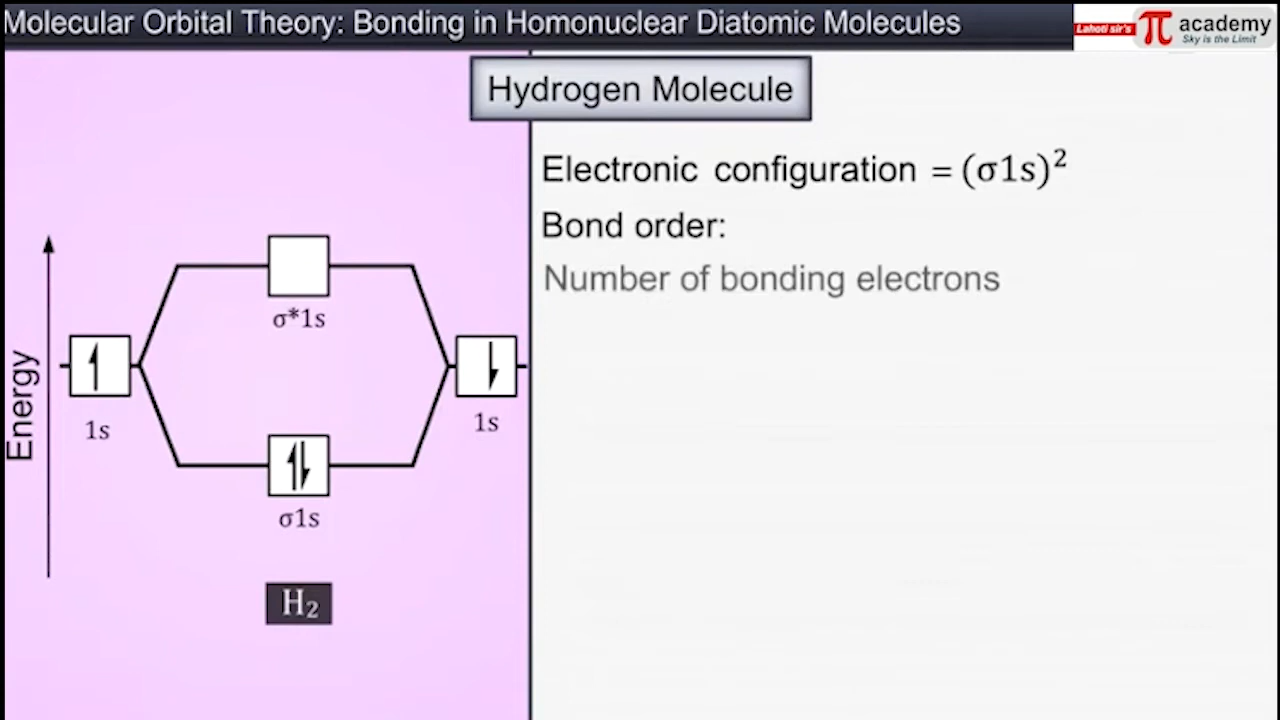 Molecular Orbital Theory: Bonding in Homonuclear Diatomic Molecules
Lahoti sir's π academy
Sky is the Limit
Hydrogen Molecule
Electronic configuration = (σ1s)²
Bond order:
Number of bonding electrons
σ*1s
Energy
1s
1s
σ1s
H₂